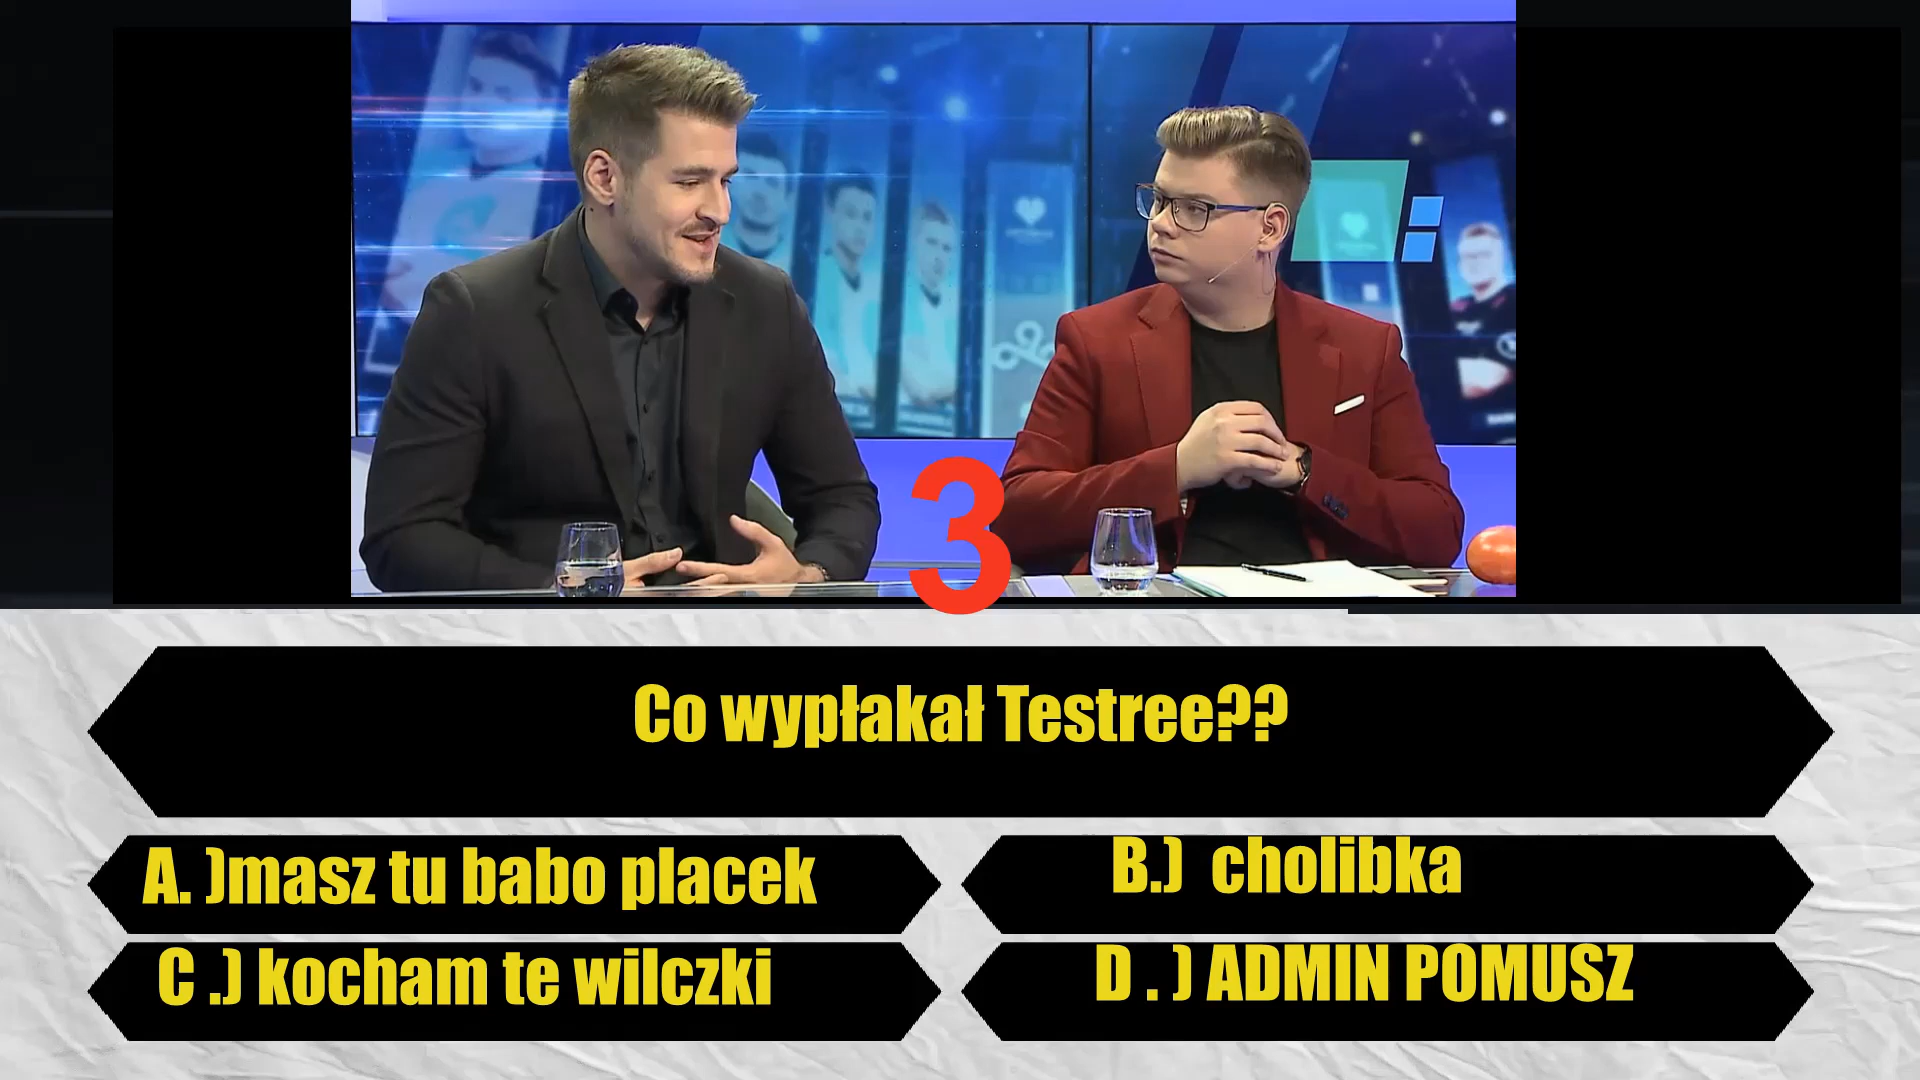 3
Co wypłakał Testree??
A. )masz tu babo placek
B.) cholibka
C .) kocham te wilczki
D . ) ADMIN POMUSZ